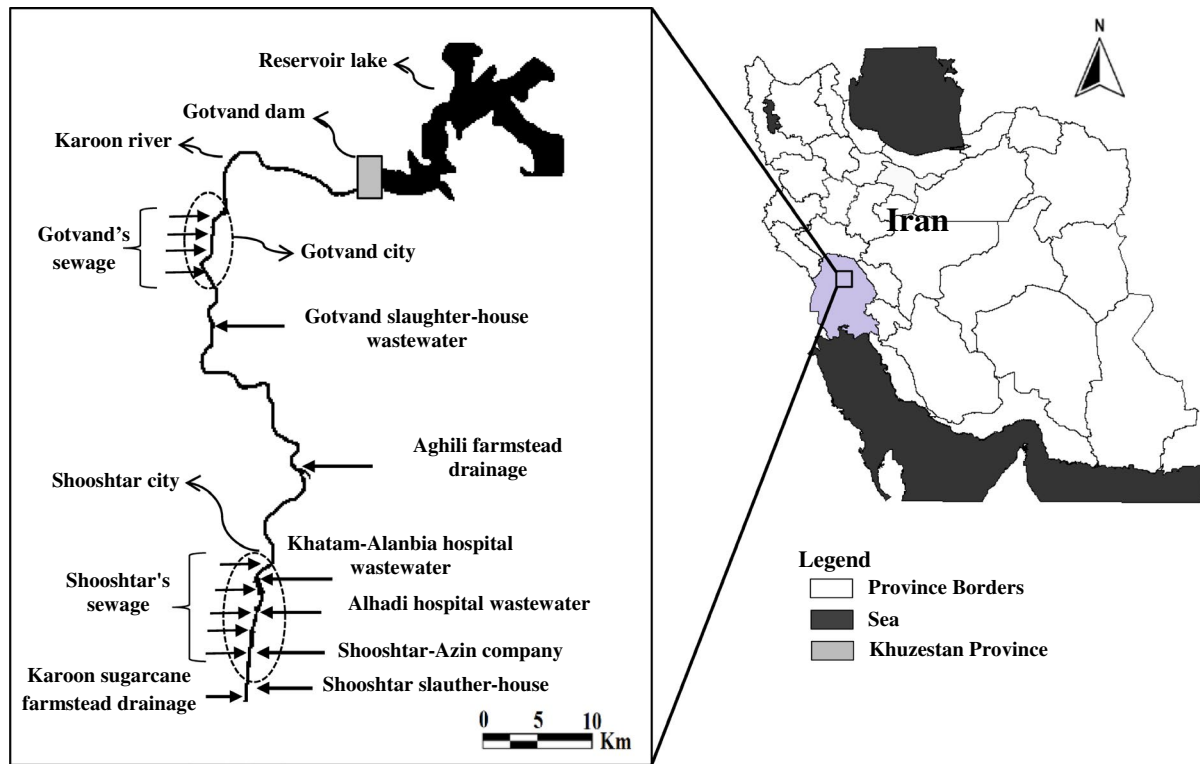 Reservoir lake
Gotvand dam
Karoon river
Gotvand's
sewage
Gotvand city
Gotvand slaughter-house
wastewater
Aghili farmstead
drainage
Shooshtar city
Khatam-Alanbia hospital
wastewater
Shooshtar's
sewage
Alhadi hospital wastewater
Shooshtar-Azin company
Karoon sugarcane
farmstead drainage
Shooshtar slauther-house
0 5 10
Km
N
Iran
Legend
Province Borders
Sea
Khuzestan Province